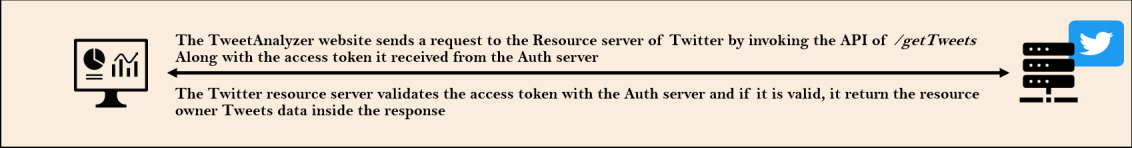 The TweetAnalyzer website sends a request to the Resource server of Twitter by invoking the API of /getTweets
Along with the access token it received from the Auth server
The Twitter resource server validates the access token with the Auth server and if it is valid, it return the resource
owner Tweets data inside the response